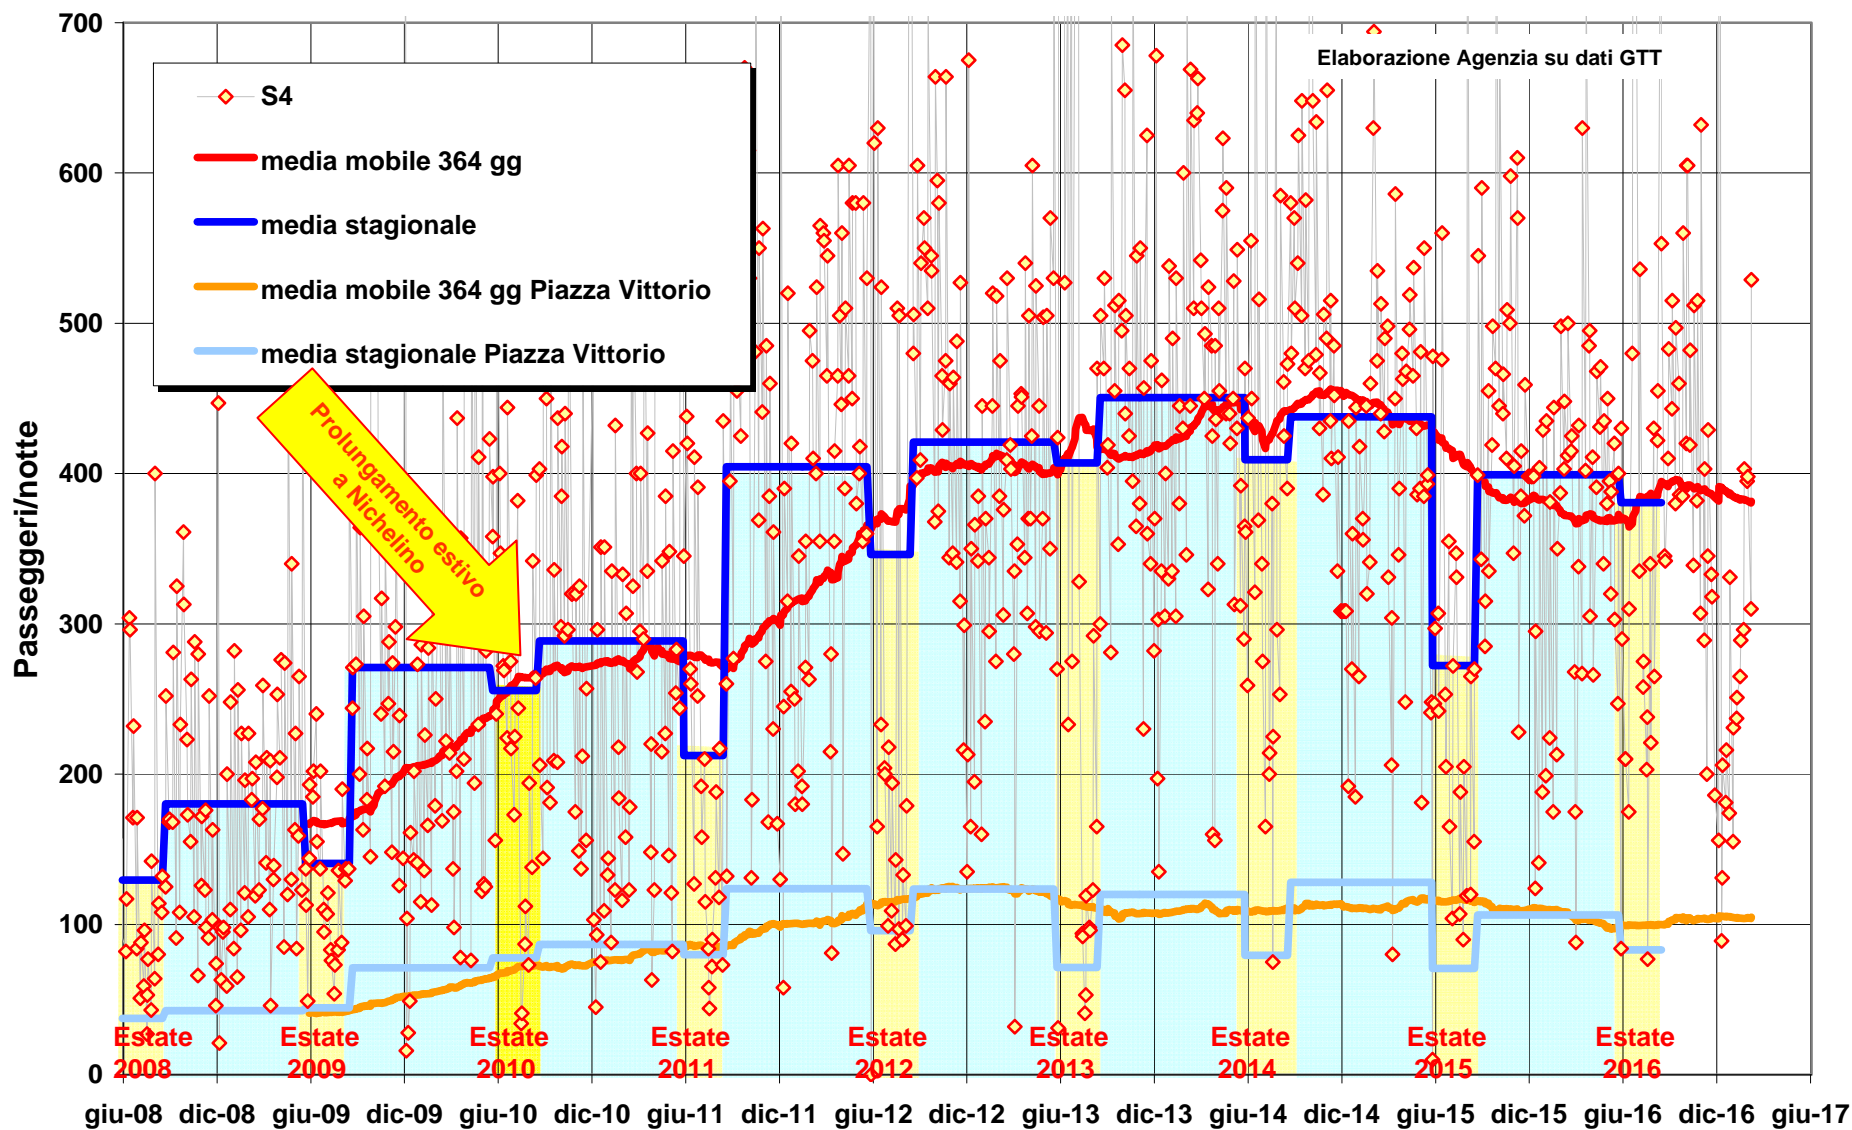 700
600
500
400
300
200
100
0
Passeggeri/notte
Elaborazione Agenzia su dati GTT
S4
media mobile 364 gg
media stagionale
media mobile 364 gg Piazza Vittorio
media stagionale Piazza Vittorio
Prolungamento estivo
a Nichelino
Estate
2008
Estate
2009
Estate
2010
Estate
2011
Estate
2012
Estate
2013
Estate
2014
Estate
2015
Estate
2016
giu-08 dic-08 giu-09 dic-09 giu-10 dic-10 giu-11 dic-11 giu-12 dic-12 giu-13 dic-13 giu-14 dic-14 giu-15 dic-15 giu-16 dic-16 giu-17